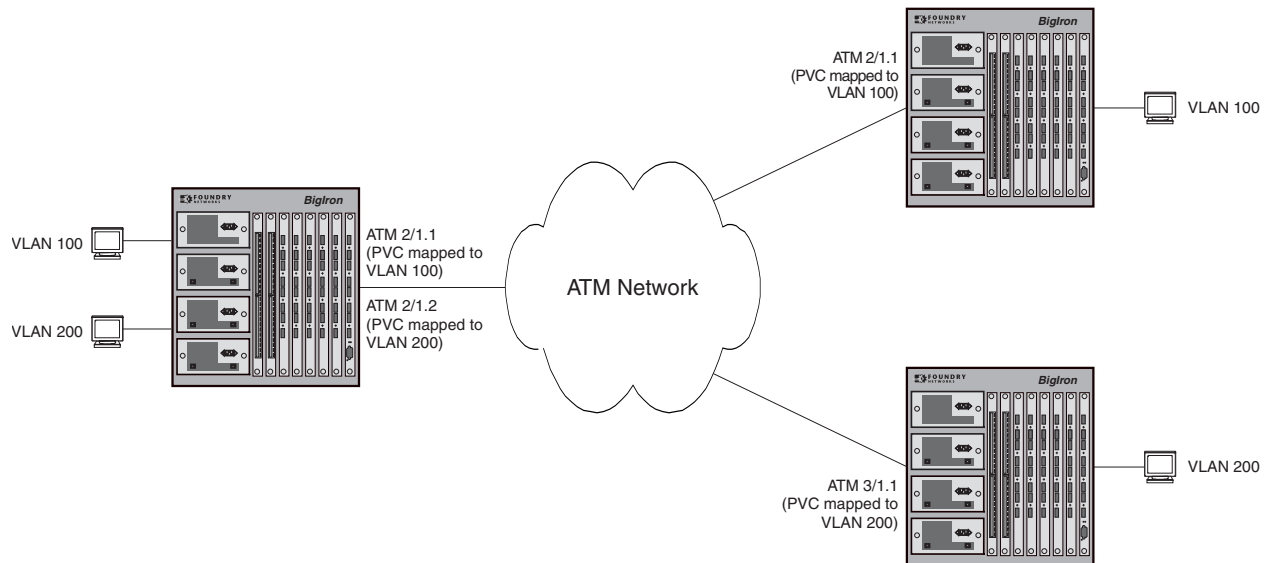 FOUNDRY
NETWORKS
BigIron
ATM 2/1.1
(PVC mapped to
VLAN 100)
VLAN 100
FOUNDRY
NETWORKS
BigIron
VLAN 100
VLAN 200
ATM 2/1.1
(PVC mapped to
VLAN 100)
ATM 2/1.2
(PVC mapped to
VLAN 200)
ATM Network
FOUNDRY
NETWORKS
BigIron
ATM 3/1.1
(PVC mapped to
VLAN 200)
VLAN 200